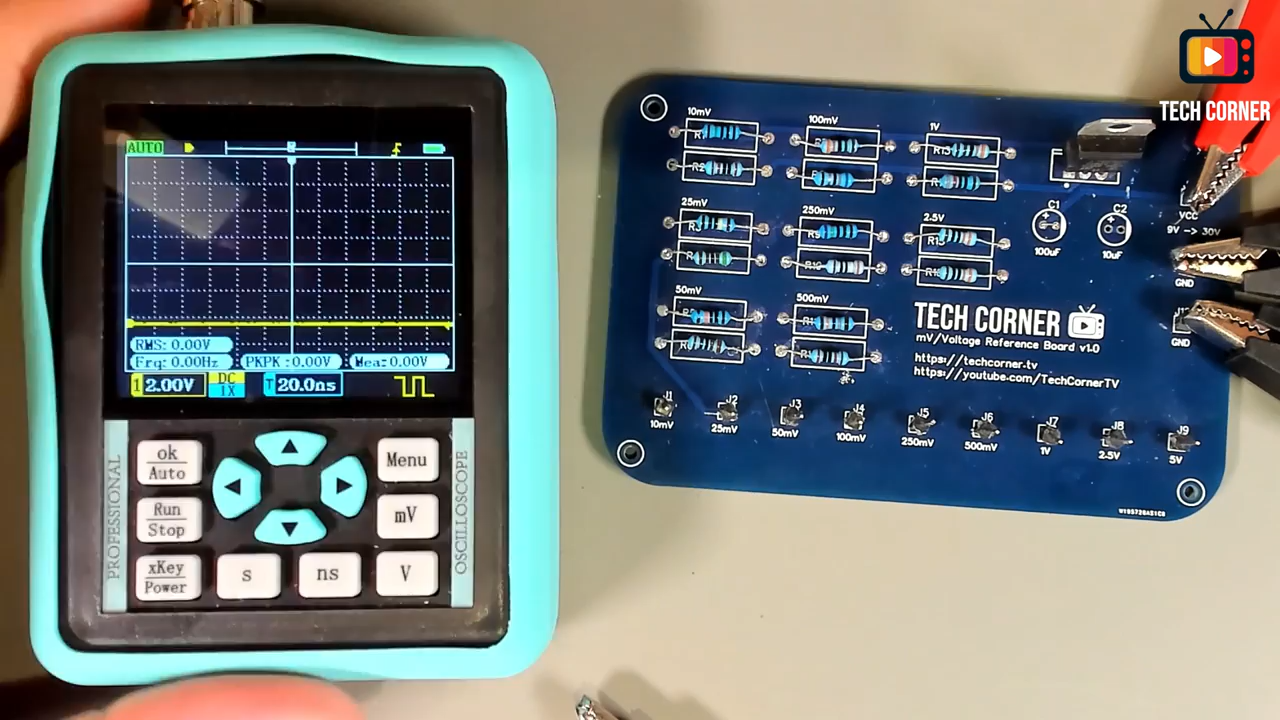 AUTO
RMS: 0.00V
Frq: 0.00Hz
PKPK :0.00V
Mea:0.00V
1 2.00V
DC
1X
T 20.0ns
PROFESSIONAL
OSCILLOSCOPE
ok
Auto
Menu
Run
Stop
mV
xKey
Power
s
ns
V
10mV
100mV
1V
R2
25mV
250mV
2.5V
50mV
500mV
C1
100uF
C2
10uF
VCC
9V -> 30V
GND
GND
TECH CORNER
mV/Voltage Reference Board v1.0
https://techcorner.tv
https://youtube.com/TechCornerTV
J1
10mV
J2
25mV
J3
50mV
J4
100mV
J5
250mV
J6
500mV
J7
1V
J8
2.5V
J9
5V
TECH CORNER